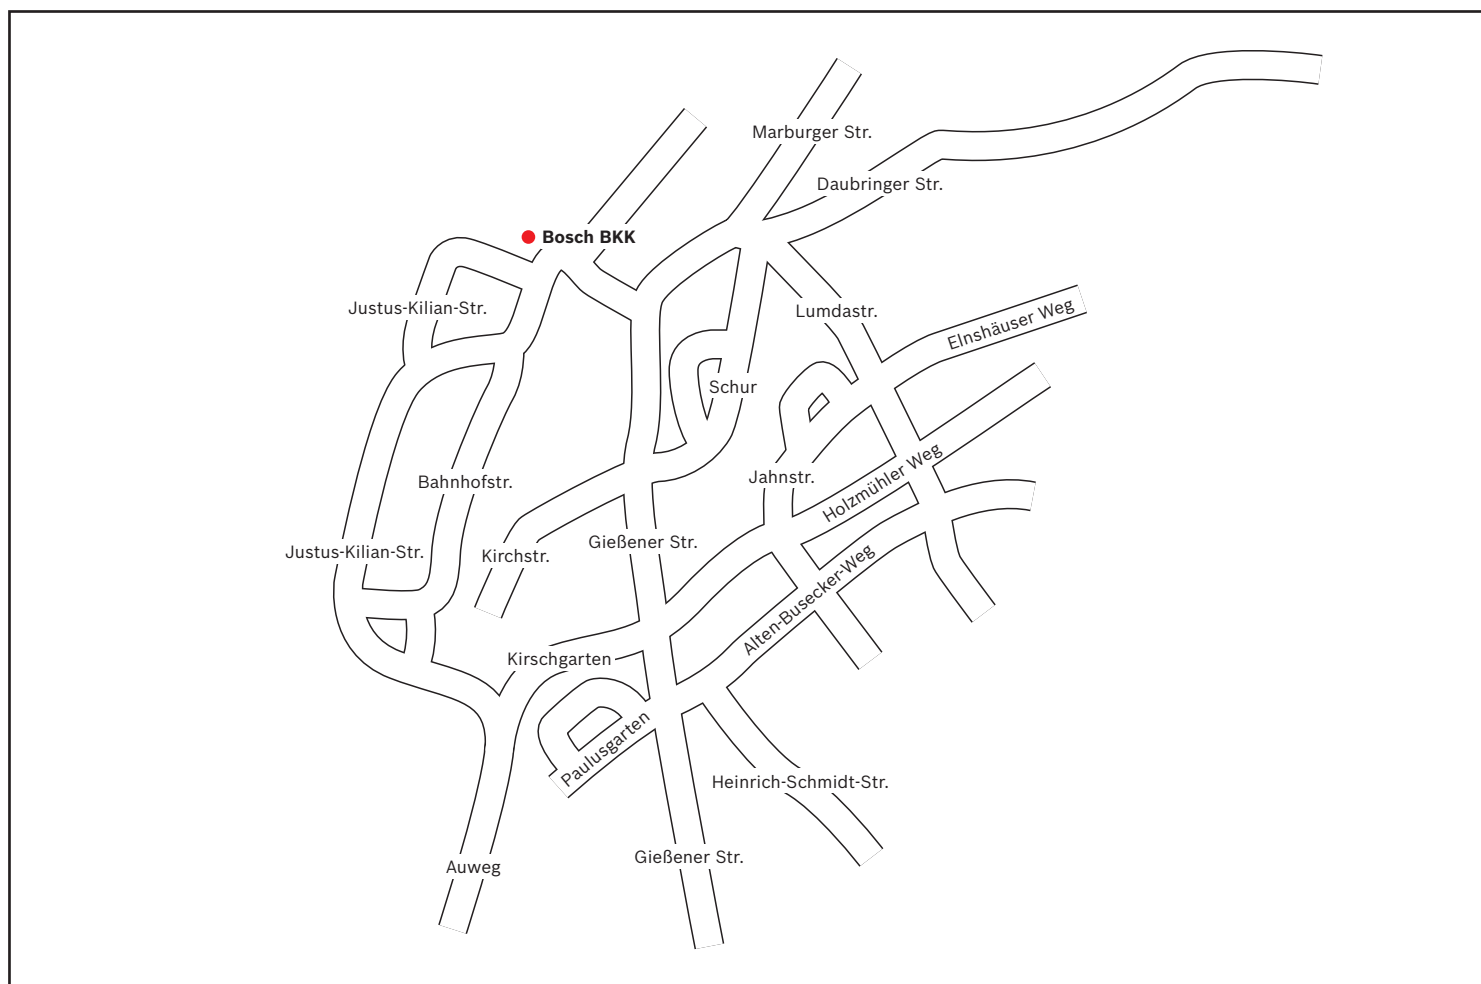 Marburger Str.
Daubringer Str.
Bosch BKK
Justus-Kilian-Str.
Lumdastr.
Elnshäuser Weg
Schur
Bahnhofstr.
Jahnstr.
Holzmühler Weg
Justus-Kilian-Str.
Kirchstr.
Gießener Str.
Alten-Busecker-Weg
Kirschgarten
Paulusgarten
Heinrich-Schmidt-Str.
Gießener Str.
Auweg